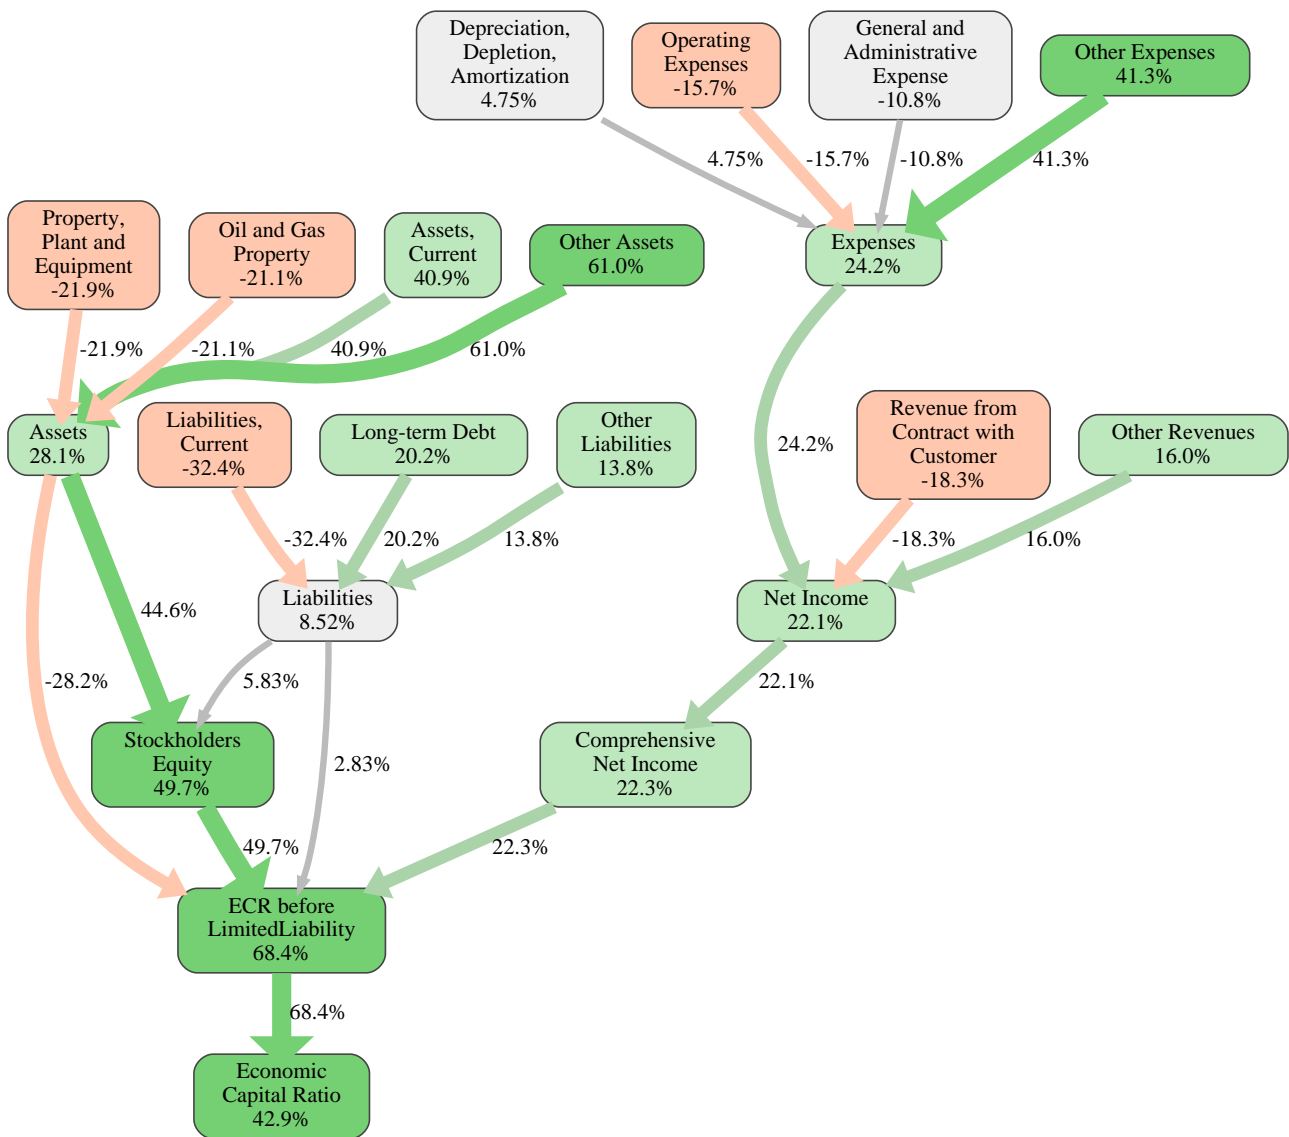 Depreciation,
Depletion,
Amortization
4.75%
Operating
Expenses
-15.7%
General and
Administrative
Expense
-10.8%
Other Expenses
41.3%
4.75%
-15.7%
-10.8%
41.3%
Property,
Plant and
Equipment
-21.9%
Oil and Gas
Property
-21.1%
Assets,
Current
40.9%
Other Assets
61.0%
Expenses
24.2%
-21.9%
-21.1%
40.9%
61.0%
Assets
28.1%
Liabilities,
Current
-32.4%
Long-term Debt
20.2%
Other
Liabilities
13.8%
24.2%
Revenue from
Contract with
Customer
-18.3%
Other Revenues
16.0%
-32.4%
20.2%
13.8%
-18.3%
16.0%
44.6%
Liabilities
8.52%
Net Income
22.1%
-28.2%
5.83%
22.1%
Stockholders
Equity
49.7%
2.83%
Comprehensive
Net Income
22.3%
49.7%
22.3%
ECR before
LimitedLiability
68.4%
68.4%
Economic
Capital Ratio
42.9%